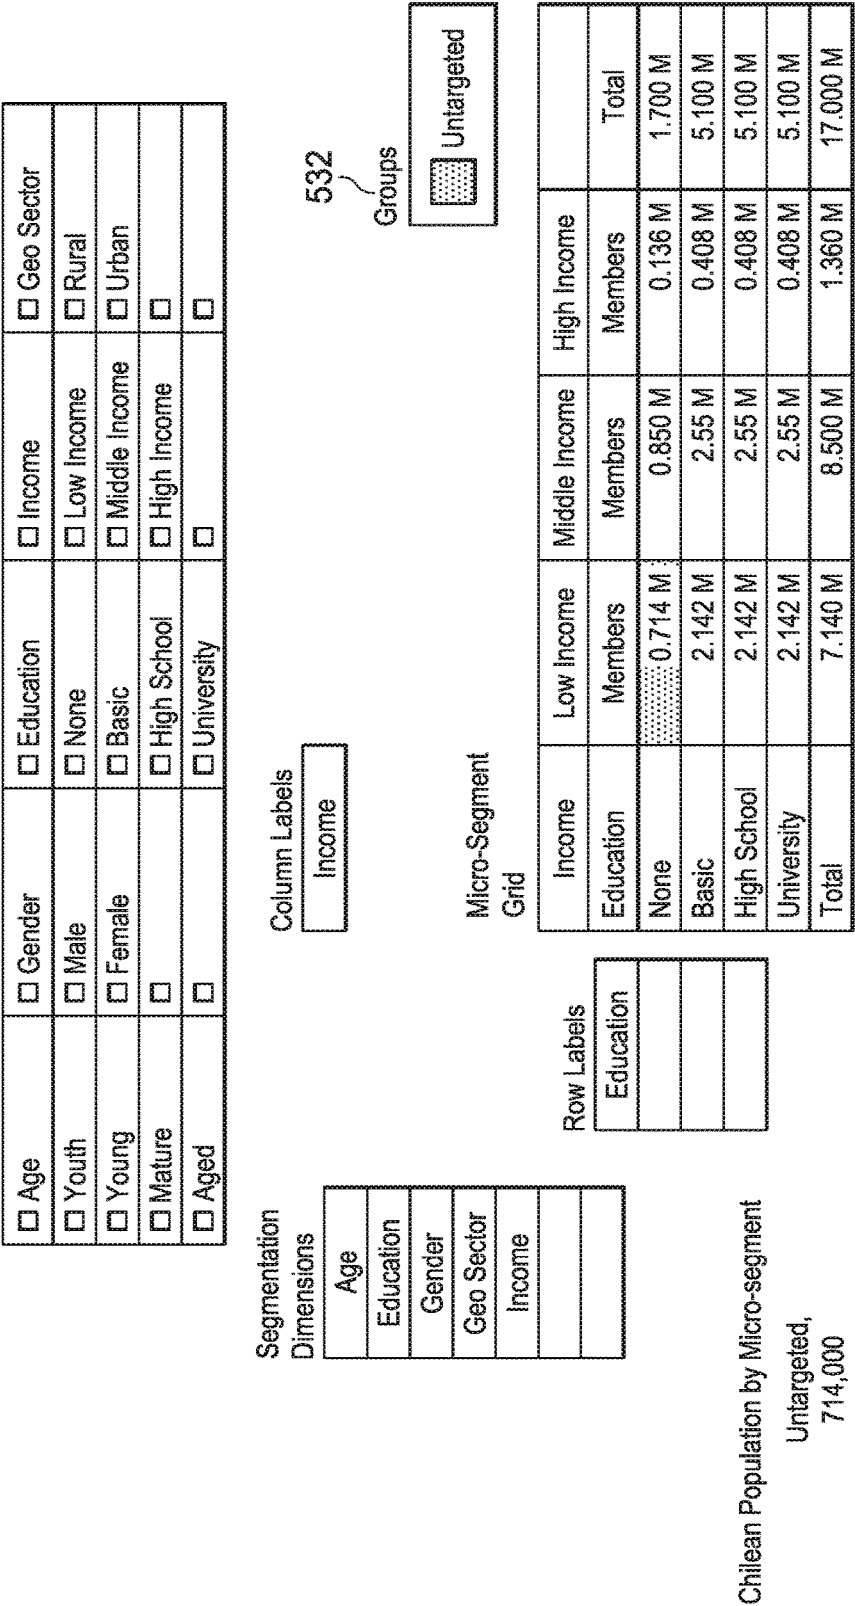 ☐ Age ☐ Gender ☐ Education ☐ Income ☐ Geo Sector
☐ Youth ☐ Male ☐ None ☐ Low Income ☐ Rural
☐ Young ☐ Female ☐ Basic ☐ Middle Income ☐ Urban
☐ Mature ☐ ☐ High School ☐ High Income ☐
☐ Aged ☐ ☐ University ☐ ☐
Segmentation
Dimensions
Age
Education
Gender
Geo Sector
Income
Column Labels
Income
532
Groups
Untargeted
Row Labels
Education
Micro-Segment
Grid
Income Low Income Middle Income High Income
Education Members Members Members Total
None 0.714 M 0.850 M 0.136 M 1.700 M
Basic 2.142 M 2.55 M 0.408 M 5.100 M
High School 2.142 M 2.55 M 0.408 M 5.100 M
University 2.142 M 2.55 M 0.408 M 5.100 M
Total 7.140 M 8.500 M 1.360 M 17.000 M
Chilean Population by Micro-segment
Untargeted,
714,000